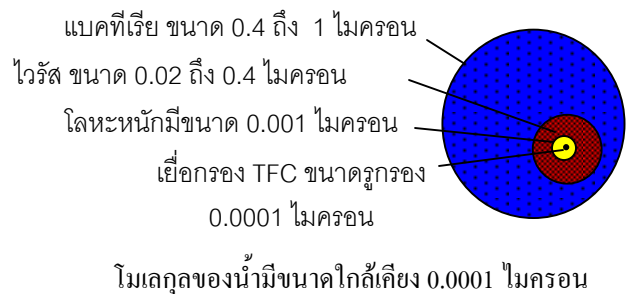 แบคทีเรีย ขนาด 0.4 ถึง 1 ไมครอน
ไวรัส ขนาด 0.02 ถึง 0.4 ไมครอน
โลหะหนักมีขนาด 0.001 ไมครอน
เยื่อกรอง TFC ขนาดรูกรอง
0.0001 ไมครอน
โมเลกุลของน้ำมีขนาดใกล้เคียง 0.0001 ไมครอน